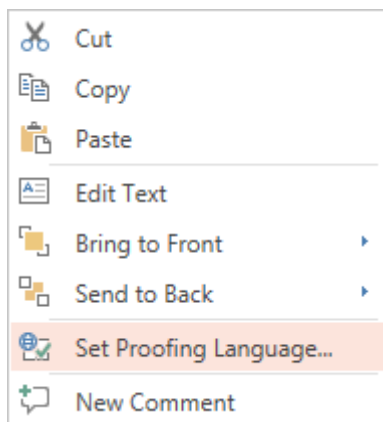 Cut
Copy
Paste
Edit Text
Bring to Front
Send to Back
Set Proofing Language...
New Comment